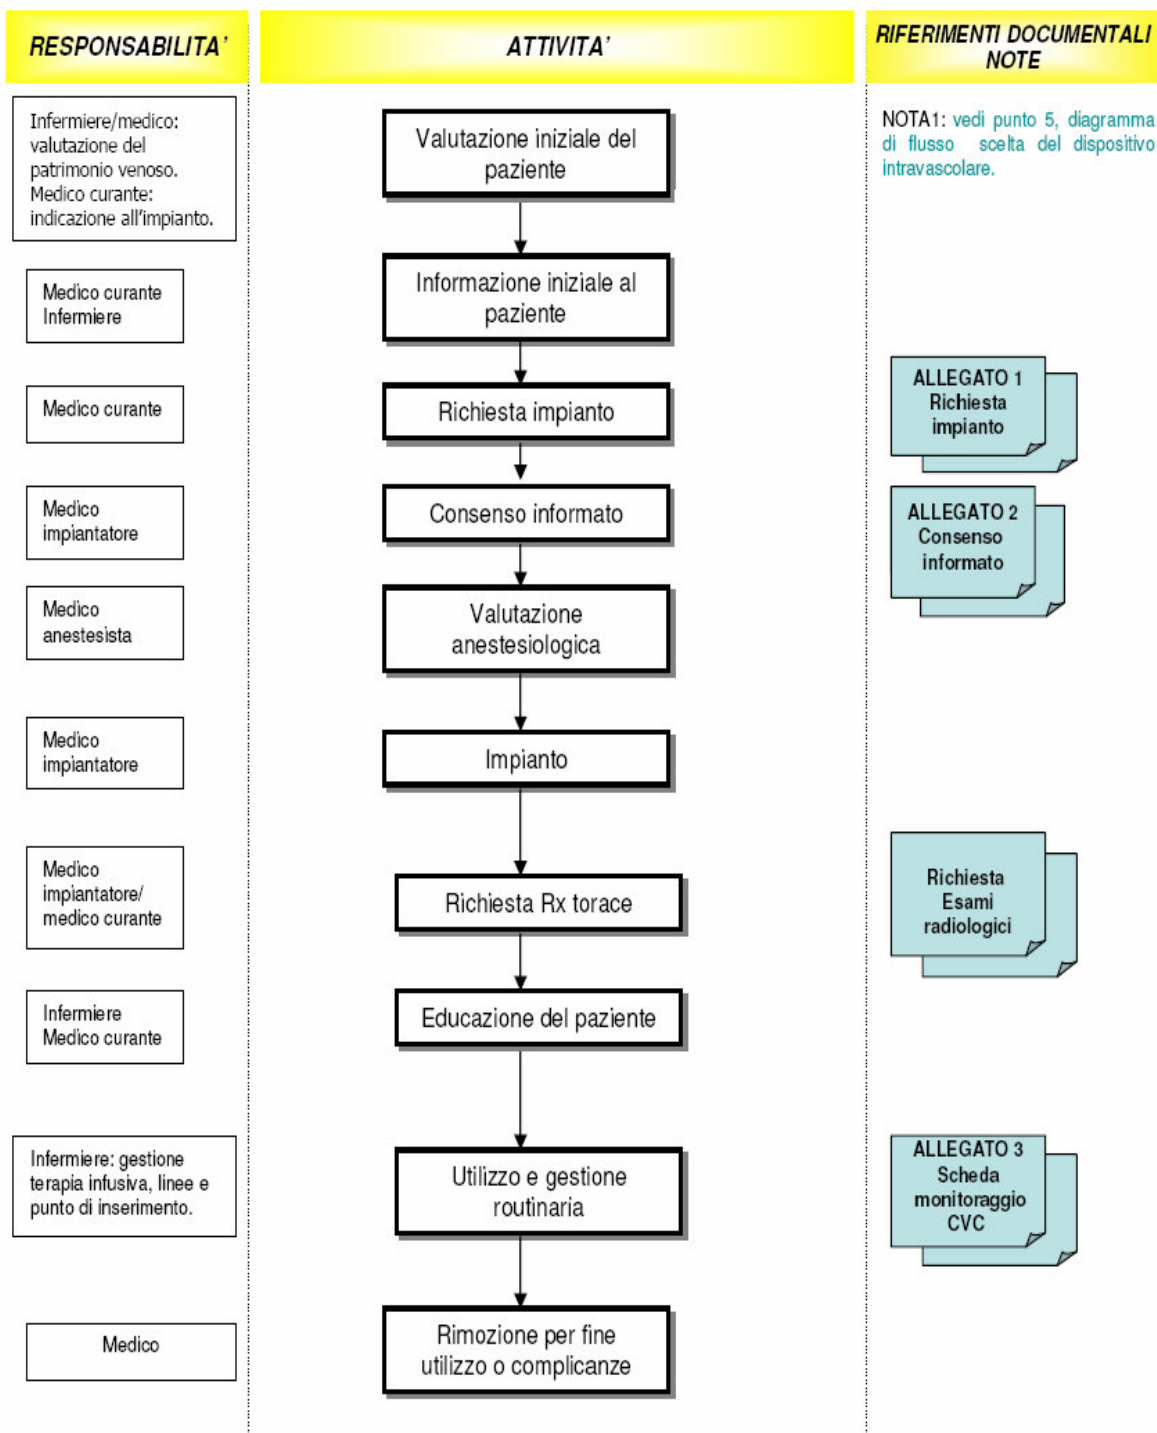 RESPONSABILITA'
ATTIVITA'
RIFERIMENTI DOCUMENTALI
NOTE
Infermiere/medico:
valutazione del
patrimonio venoso.
Medico curante:
indicazione all'impianto.
Valutazione iniziale del
paziente
NOTA1: vedi punto 5, diagramma
di flusso scelta del dispositivo
intravascolare.
Medico curante
Infermiere
Informazione iniziale al
paziente
Medico curante
Richiesta impianto
ALLEGATO 1
Richiesta
impianto
Medico
impiantatore
Consenso informato
ALLEGATO 2
Consenso
informato
Medico
anestesista
Valutazione
anestesiologica
Medico
impiantatore
Impianto
Medico
impiantatore/
medico curante
Richiesta Rx torace
Richiesta
Esami
radiologici
Infermiere
Medico curante
Educazione del paziente
Infermiere: gestione
terapia infusiva, linee e
punto di inserimento.
Utilizzo e gestione
routinaria
ALLEGATO 3
Scheda
monitoraggio
CVC
Medico
Rimozione per fine
utilizzo o complicanze